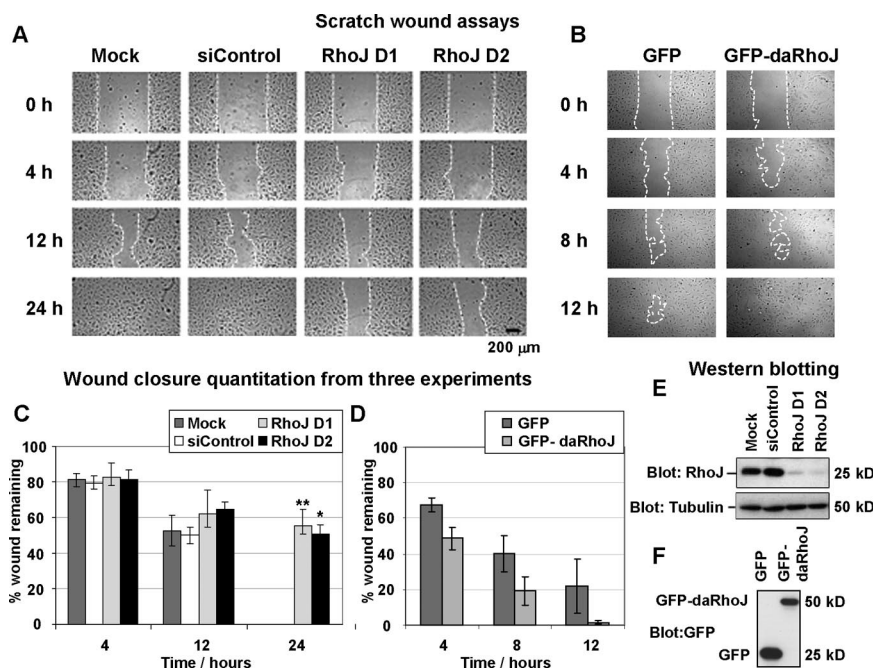 Scratch wound assays
A
Mock siControl RhoJ D1 RhoJ D2
0 h
4 h
12 h
24 h
200 μm
B
GFP GFP-daRhoJ
0 h
4 h
8 h
12 h
Wound closure quantitation from three experiments
C
Mock RhoJ D1
siControl RhoJ D2
% wound remaining
100
80
60
40
20
0
** *
4 12 24
Time / hours
D
GFP
GFP- daRhoJ
% wound remaining
100
80
60
40
20
0
4 8 12
Time / hours
Western blotting
E
Mock siControl RhoJ D1 RhoJ D2
Blot: RhoJ 25 kD
Blot: Tubulin 50 kD
F
GFP GFP-daRhoJ
GFP-daRhoJ 50 kD
Blot:GFP
GFP 25 kD